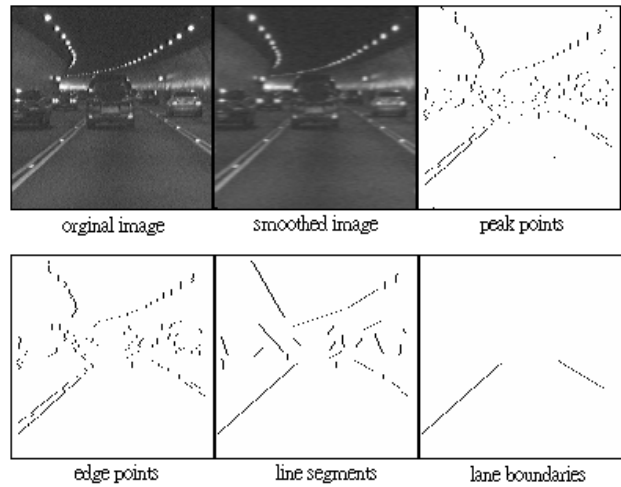 orginal image
smoothed image
peak points
edge points
line segments
lane boundaries